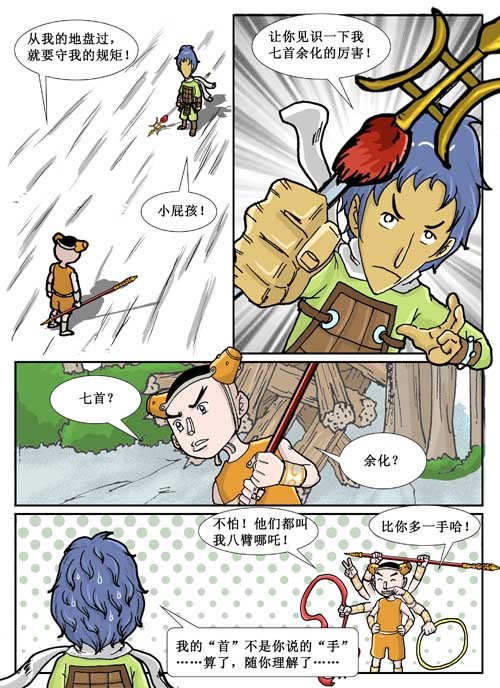 从我的地盘过，
就要守我的规矩！
小屁孩！
让你见识一下我
七首余化的厉害！
七首？
余化？
不怕！他们都叫
我八臂哪吒！
比你多一手哈！
我的“首”不是你说的“手”
……算了，随你理解了……